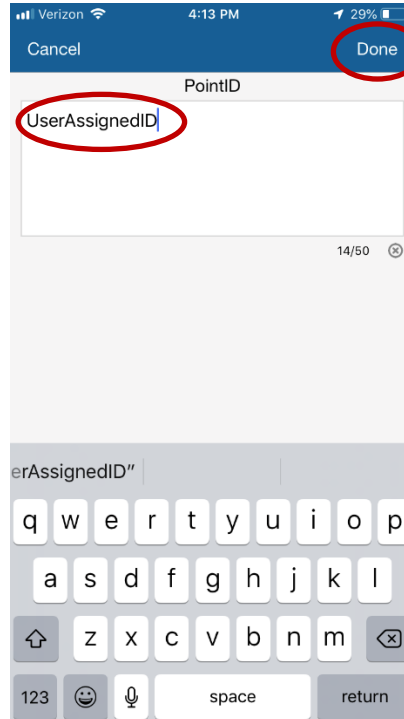 Verizon 4:13 PM 29%
Cancel Done
PointID
UserAssignedID
14/50
erAssignedID”
q w e r t y u i o p
a s d f g h j k l
z x c v b n m
123 space return